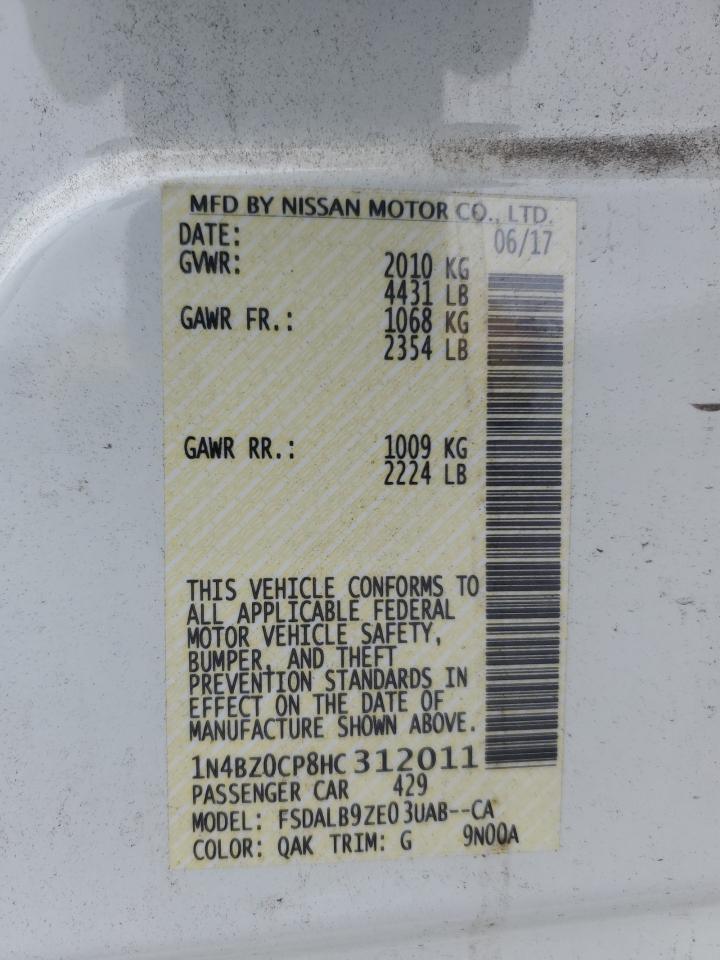 MFD BY NISSAN MOTOR CO., LTD.
DATE: 06/17
GVWR: 2010 KG
4431 LB
GAWR FR.: 1068 KG
2354 LB
GAWR RR.: 1009 KG
2224 LB
THIS VEHICLE CONFORMS TO
ALL APPLICABLE FEDERAL
MOTOR VEHICLE SAFETY,
BUMPER, AND THEFT
PREVENTION STANDARDS IN
EFFECT ON THE DATE OF
MANUFACTURE SHOWN ABOVE.
1N4BZ0CP8HC 312011
PASSENGER CAR 429
MODEL: FSDALB9ZE03UAB--CA
COLOR: QAK TRIM: G 9N00A